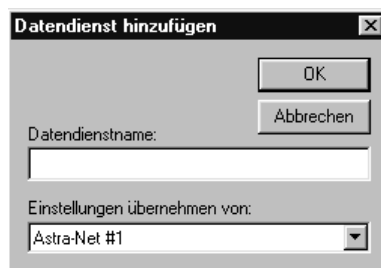 Datendienst hinzufügen
OK
Abbrechen
Datendienstname:
Einstellungen übernehmen von:
Astra-Net #1